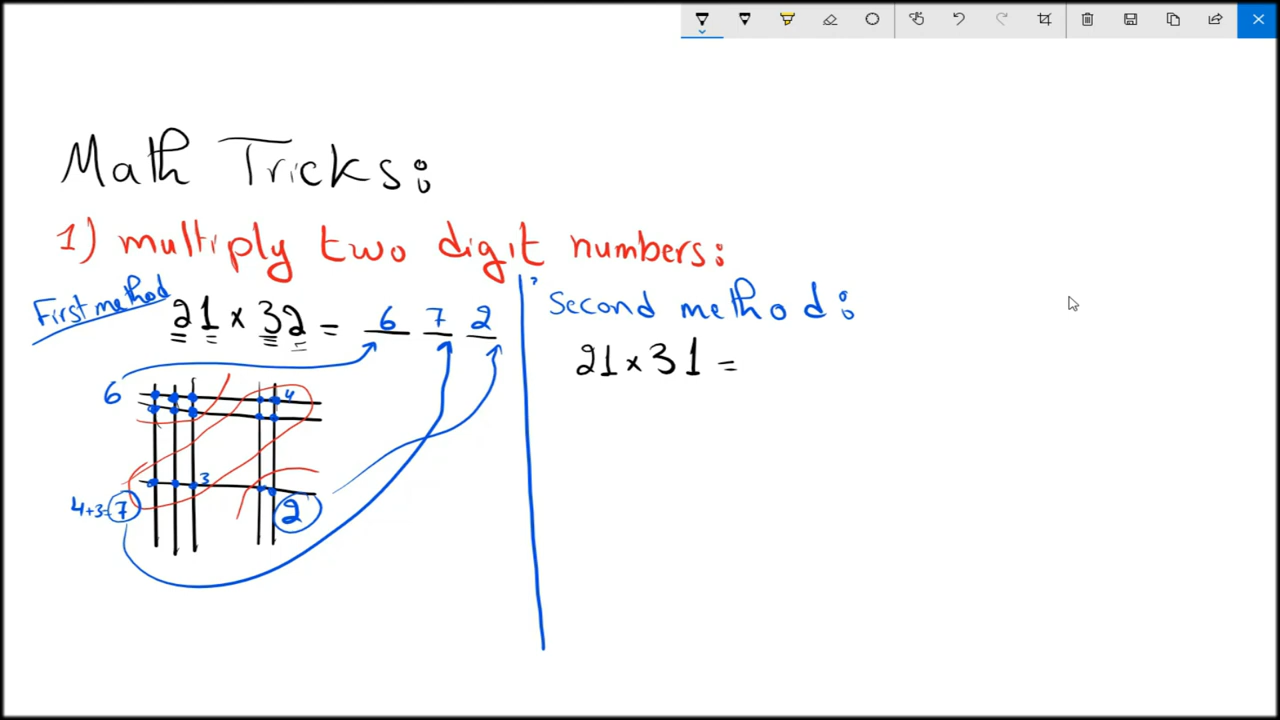 Math Tricks:
1) multiply two digit numbers:
First method
21 × 32 = 6 7 2
6
4
3
4+3=7
2
Second method:
21 × 31 =